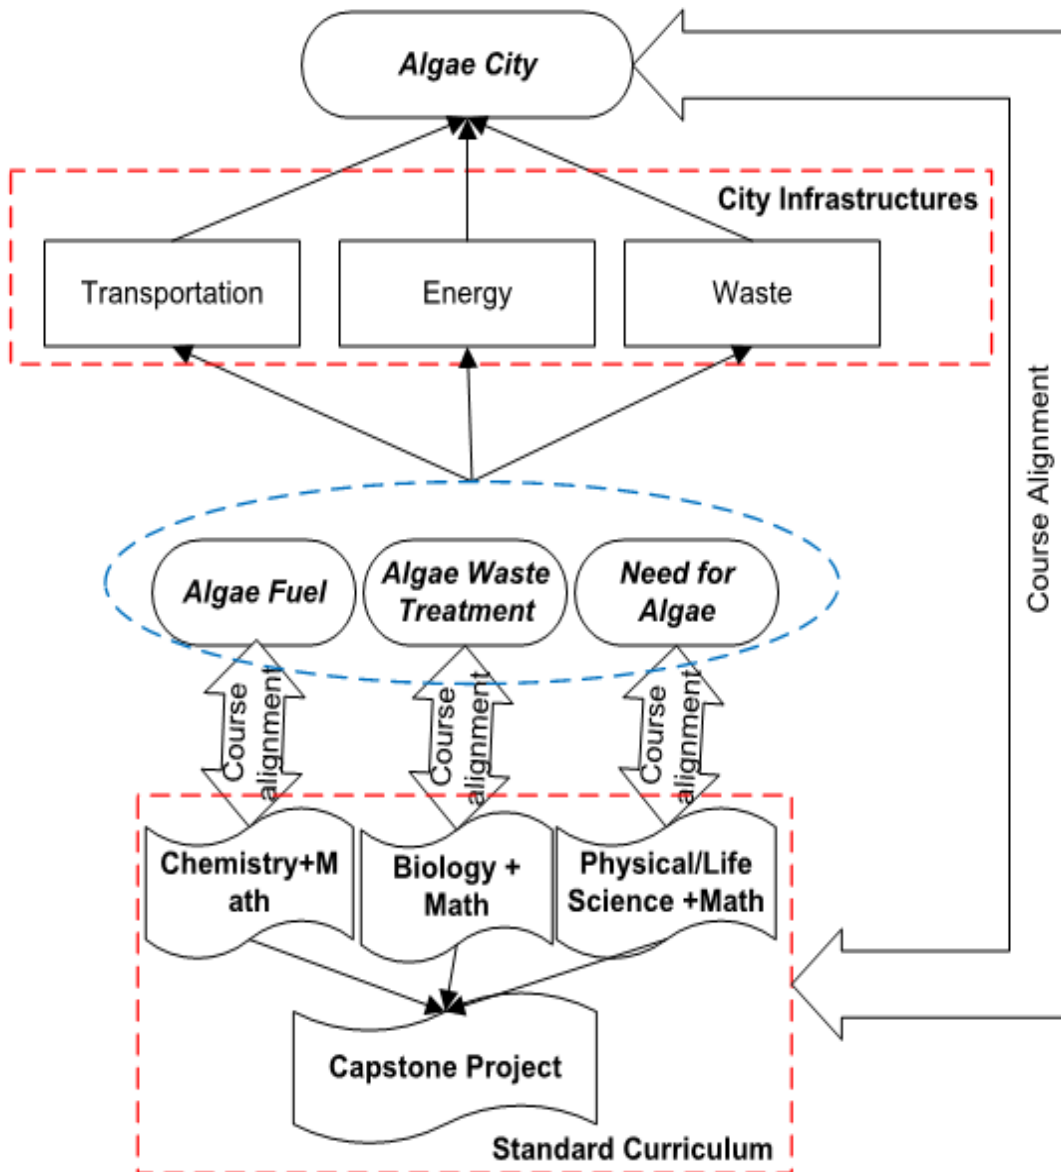 Algae City
City Infrastructures
Transportation
Energy
Waste
Course Alignment
Algae Fuel
Algae Waste
Treatment
Need for
Algae
Course
alignment
Course
alignment
Course
alignment
Chemistry+M
ath
Biology +
Math
Physical/Life
Science +Math
Capstone Project
Standard Curriculum